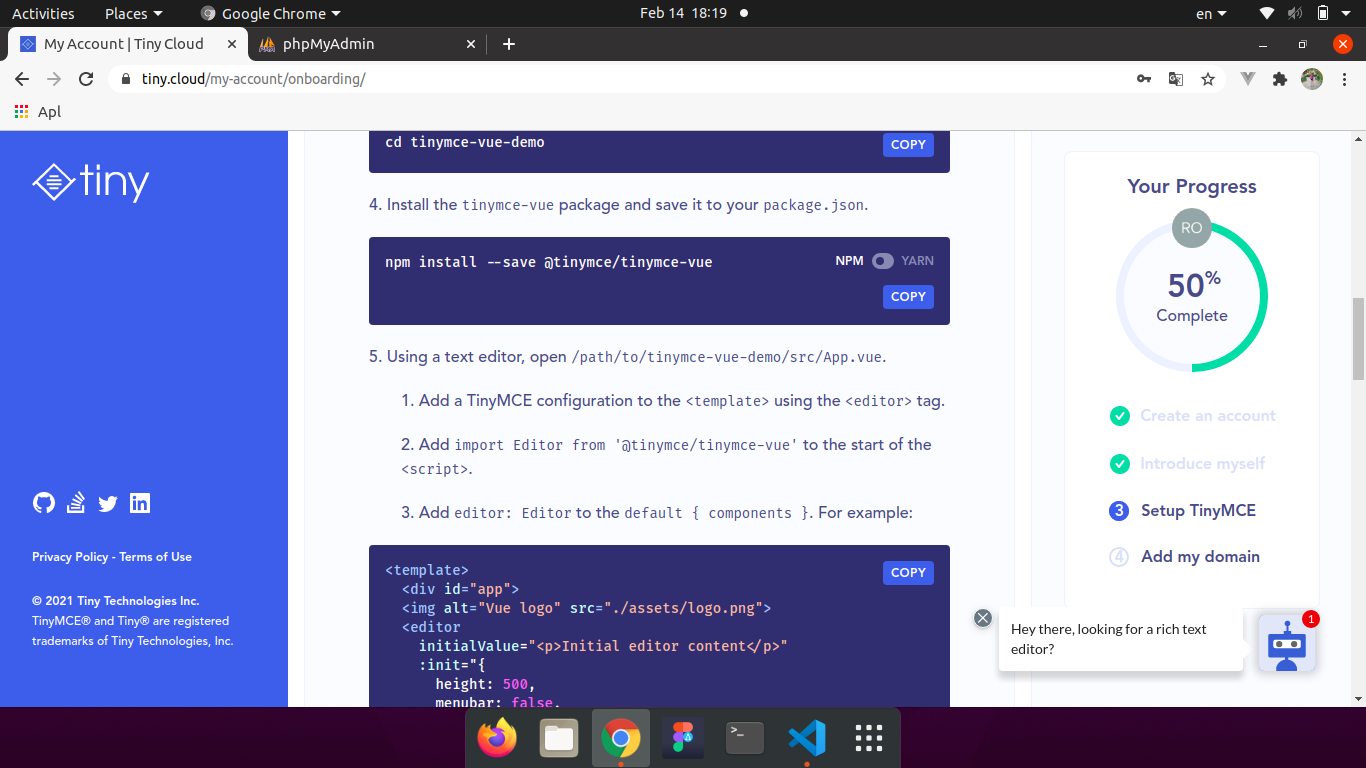 Activities Places Google Chrome Feb 14 18:19 en
My Account | Tiny Cloud phpMyAdmin
tiny.cloud/my-account/onboarding/
Apl
tiny
Privacy Policy - Terms of Use
© 2021 Tiny Technologies Inc.
TinyMCE® and Tiny® are registered
trademarks of Tiny Technologies, Inc.
cd tinymce-vue-demo
COPY
4. Install the tinymce-vue package and save it to your package.json.
npm install --save @tinymce/tinymce-vue
NPM YARN
COPY
5. Using a text editor, open /path/to/tinymce-vue-demo/src/App.vue.
1. Add a TinyMCE configuration to the <template> using the <editor> tag.
2. Add import Editor from '@tinymce/tinymce-vue' to the start of the
<script>.
3. Add editor: Editor to the default { components }. For example:
COPY
<template>
<div id="app">
<img alt="Vue logo" src="./assets/logo.png">
<editor
initialValue="<p>Initial editor content</p>"
:init="{
height: 500,
menubar: false,
Your Progress
RO
50%
Complete
Create an account
Introduce myself
3 Setup TinyMCE
4 Add my domain
Hey there, looking for a rich text
editor?
1